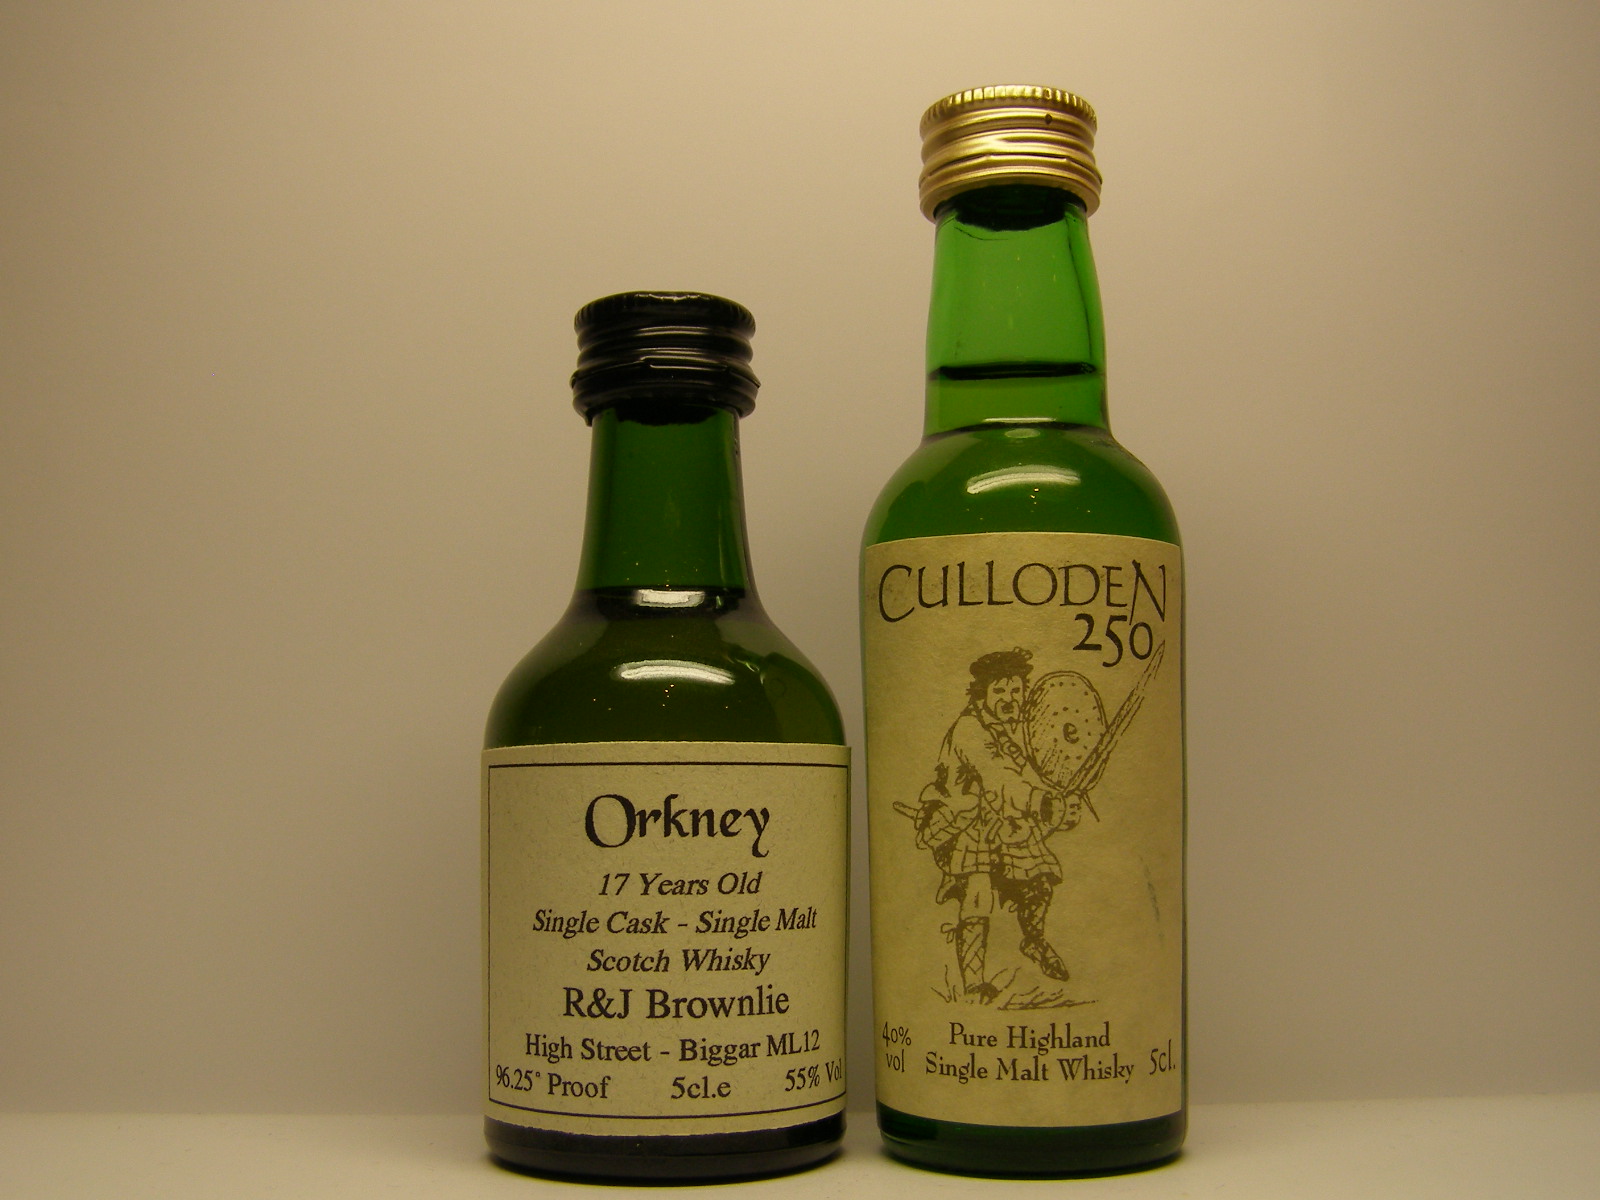 Orkney
17 Years Old
Single Cask - Single Malt
Scotch Whisky
R&J Brownlie
High Street - Biggar ML12
96.25° Proof 5cl.e 55% Vol
CULLODEN
250
e
40% vol
Pure Highland
Single Malt Whisky
5cl.